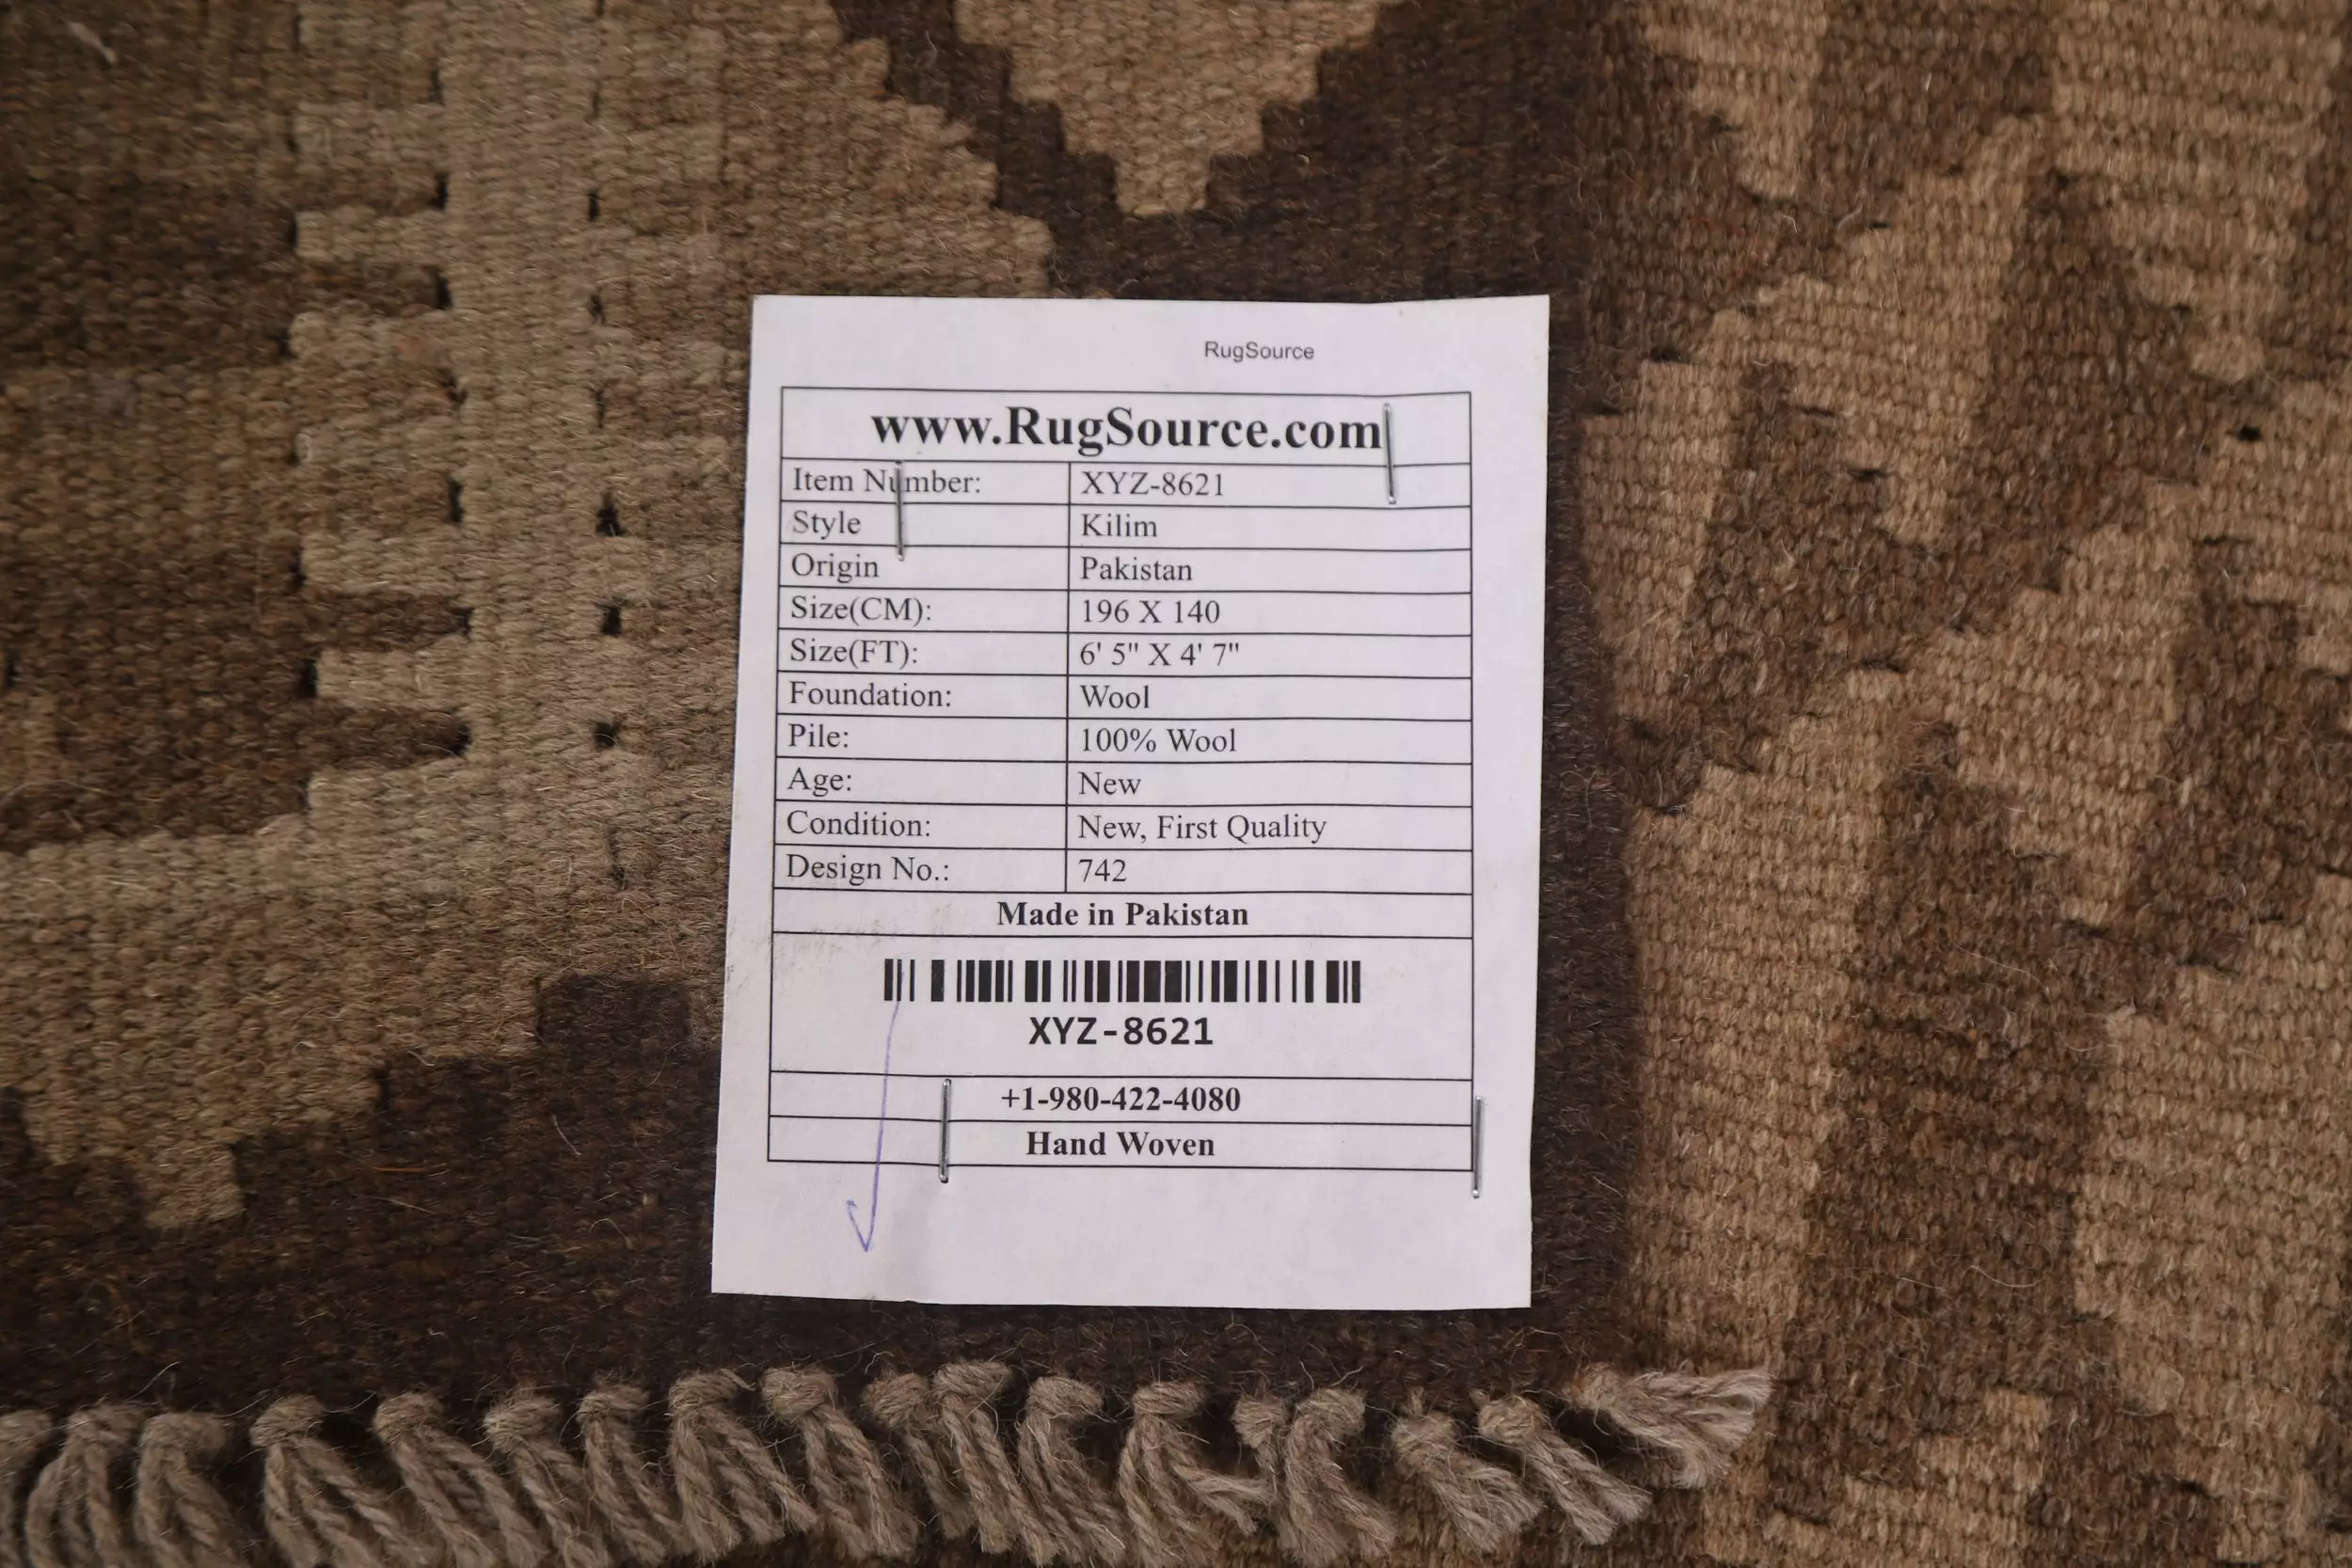 RugSource
www.RugSource.com
Item Number: XYZ-8621
Style Kilim
Origin Pakistan
Size(CM): 196 X 140
Size(FT): 6' 5" X 4' 7"
Foundation: Wool
Pile: 100% Wool
Age: New
Condition: New, First Quality
Design No.: 742
Made in Pakistan
XYZ-8621
+1-980-422-4080
Hand Woven